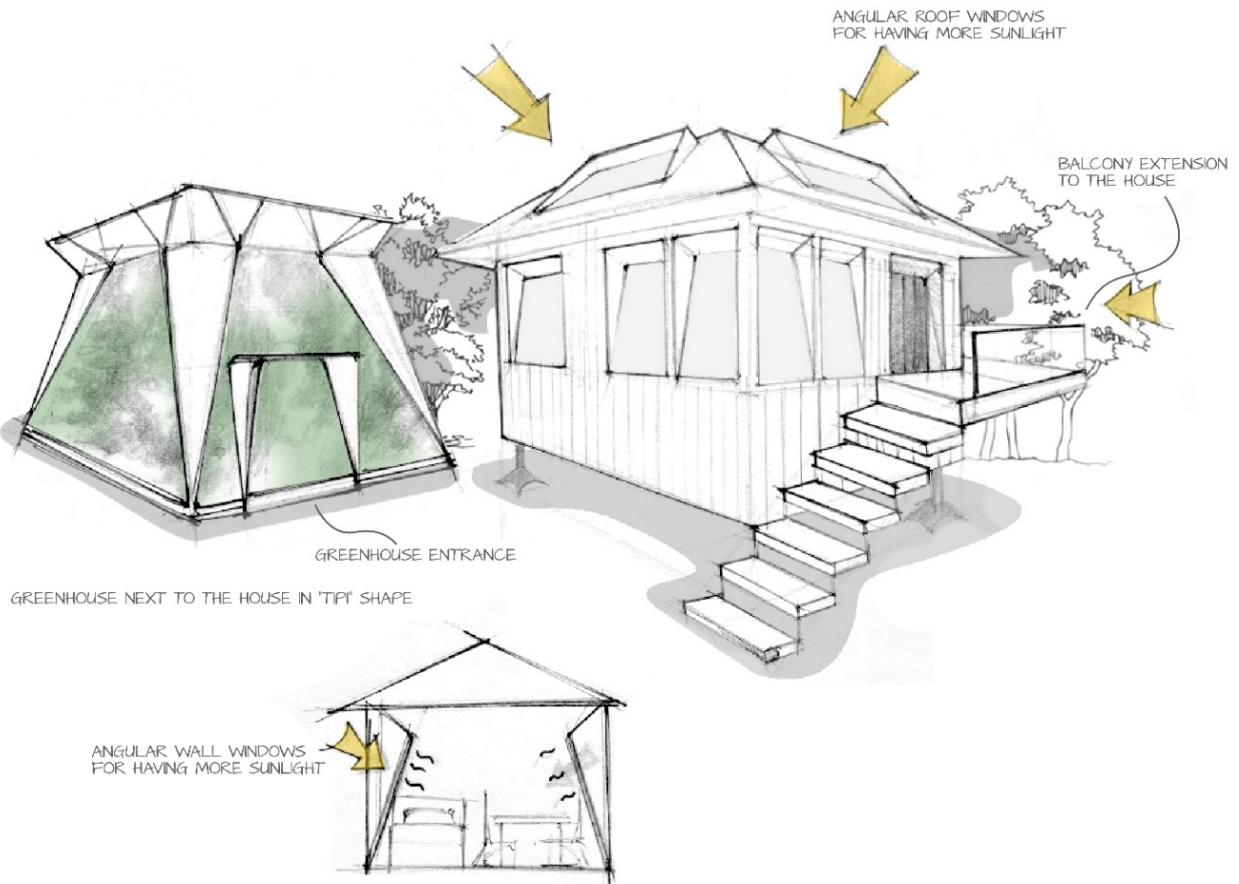 ANGULAR ROOF WINDOWS
FOR HAVING MORE SUNLIGHT
BALCONY EXTENSION
TO THE HOUSE
GREENHOUSE ENTRANCE
GREENHOUSE NEXT TO THE HOUSE IN 'TIPI' SHAPE
ANGULAR WALL WINDOWS
FOR HAVING MORE SUNLIGHT